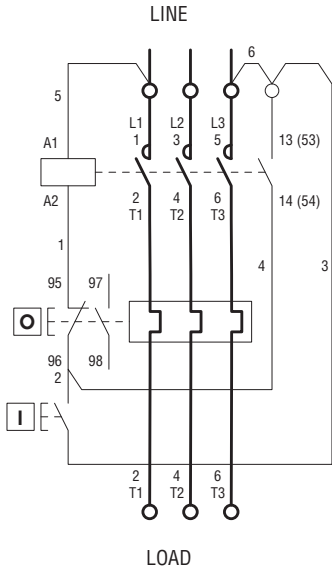 LINE
6
5
L1 L2 L3
A1 1 3 5 13 (53)
A2 2 4 6 14 (54)
T1 T2 T3
1 4 3
95 97
O
96 98
2
I
2 4 6
T1 T2 T3
LOAD